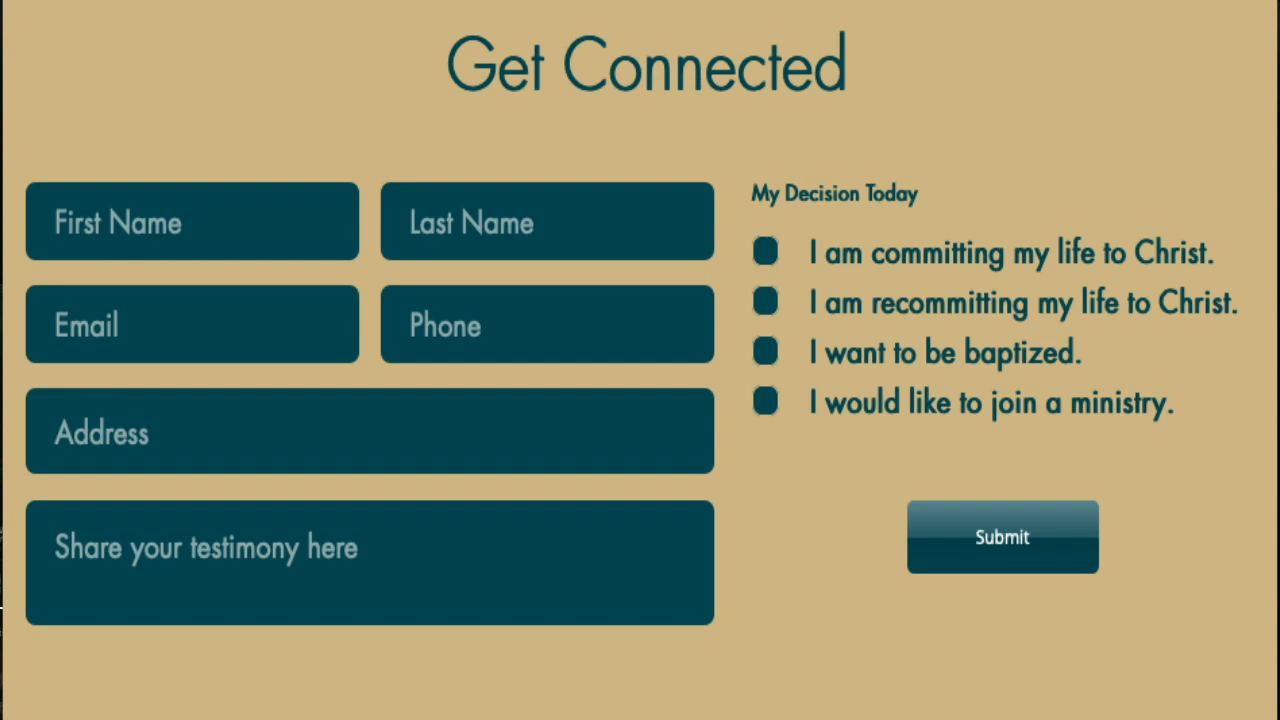 Get Connected
First Name
Last Name
Email
Phone
Address
Share your testimony here
My Decision Today
I am committing my life to Christ.
I am recommitting my life to Christ.
I want to be baptized.
I would like to join a ministry.
Submit